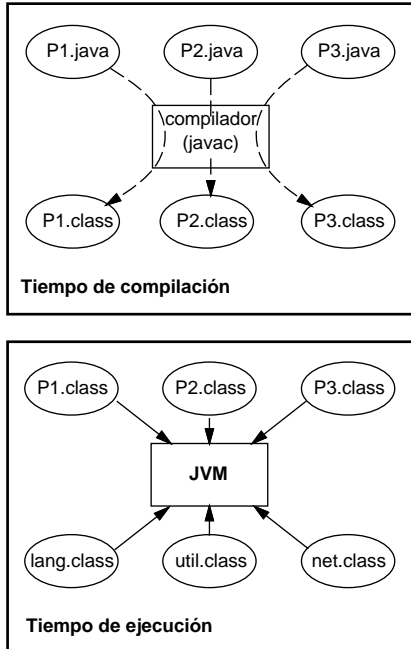 P1.java
P2.java
P3.java
compilador
(javac)
P1.class
P2.class
P3.class
Tiempo de compilación
P1.class
P2.class
P3.class
JVM
lang.class
util.class
net.class
Tiempo de ejecución